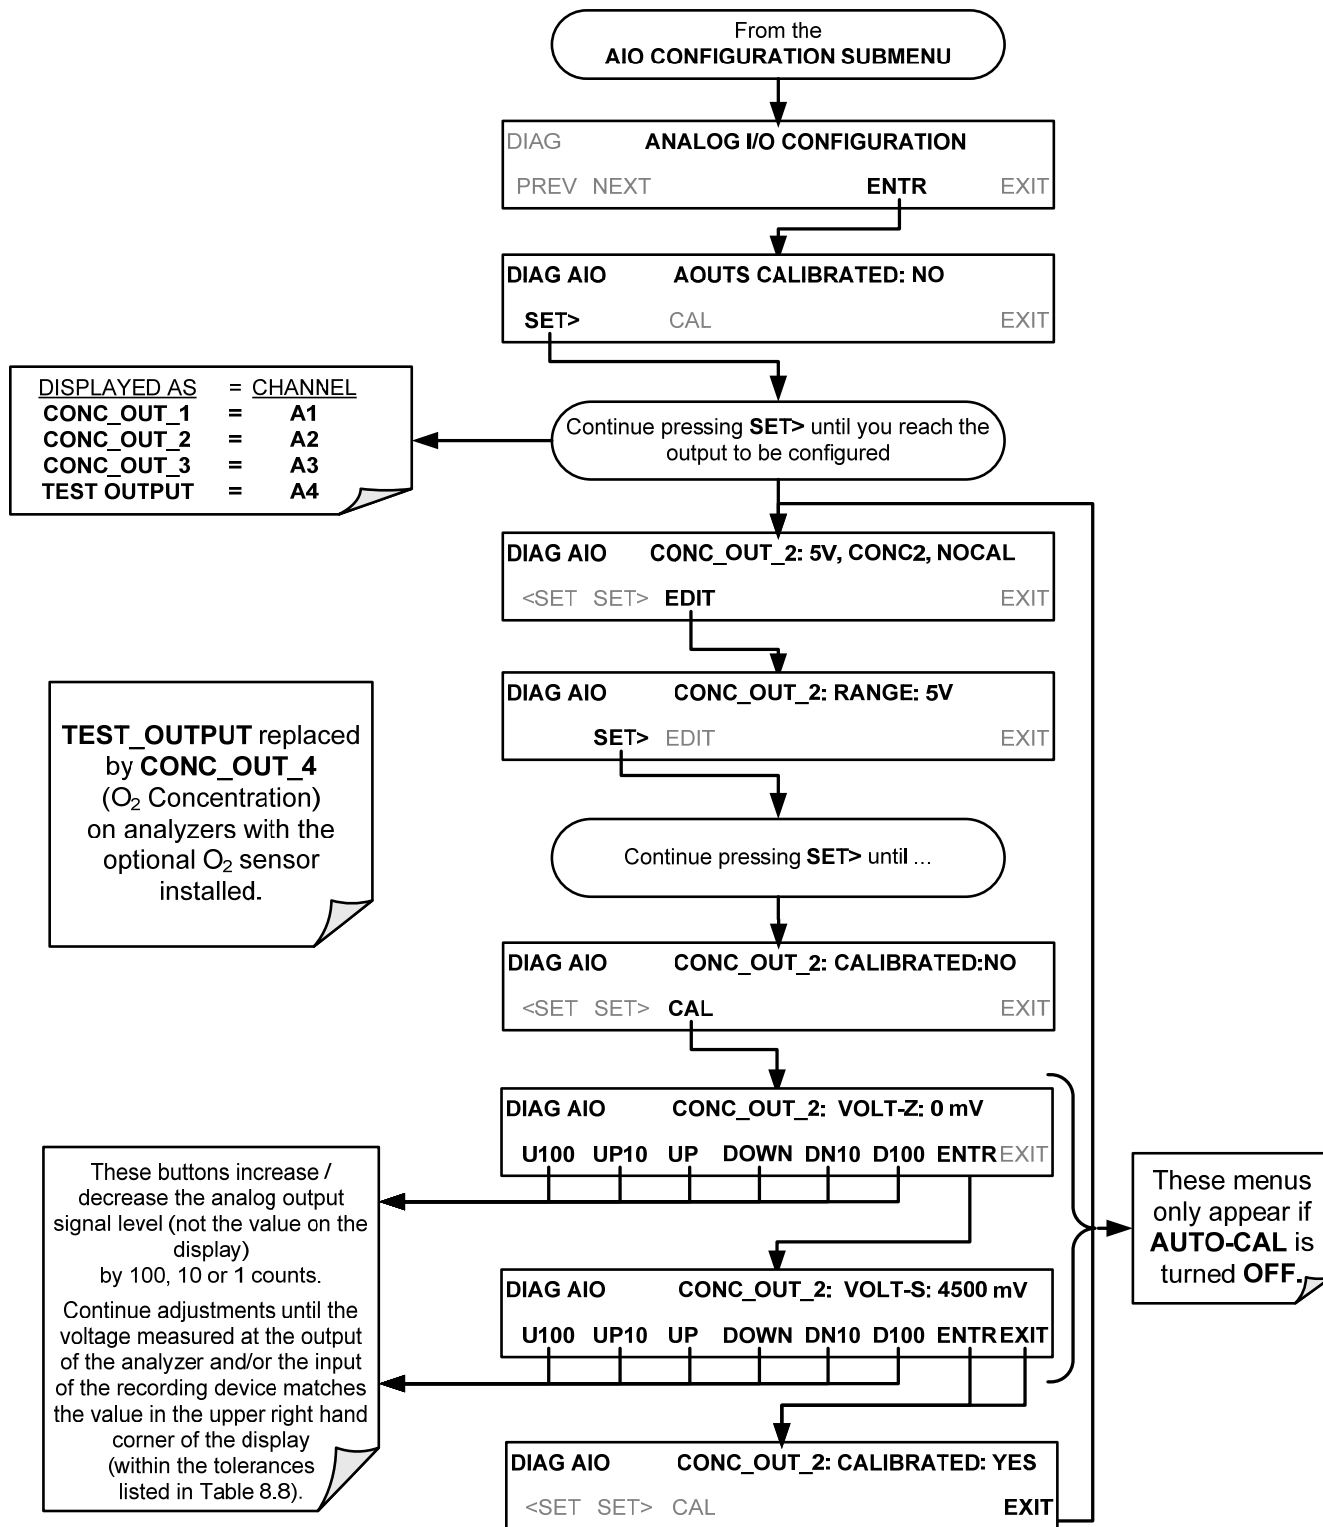 From the
AIO CONFIGURATION SUBMENU
DIAG ANALOG I/O CONFIGURATION
PREV NEXT ENTR EXIT
DIAG AIO AOUTS CALIBRATED: NO
SET> CAL EXIT
DISPLAYED AS = CHANNEL
CONC_OUT_1 = A1
CONC_OUT_2 = A2
CONC_OUT_3 = A3
TEST OUTPUT = A4
Continue pressing SET> until you reach the
output to be configured
DIAG AIO CONC_OUT_2: 5V, CONC2, NOCAL
<SET SET> EDIT EXIT
DIAG AIO CONC_OUT_2: RANGE: 5V
SET> EDIT EXIT
TEST_OUTPUT replaced
by CONC_OUT_4
(O₂ Concentration)
on analyzers with the
optional O₂ sensor
installed.
Continue pressing SET> until ...
DIAG AIO CONC_OUT_2: CALIBRATED:NO
<SET SET> CAL EXIT
DIAG AIO CONC_OUT_2: VOLT-Z: 0 mV
U100 UP10 UP DOWN DN10 D100 ENTR EXIT
These buttons increase /
decrease the analog output
signal level (not the value on the
display)
by 100, 10 or 1 counts.
Continue adjustments until the
voltage measured at the output
of the analyzer and/or the input
of the recording device matches
the value in the upper right hand
corner of the display
(within the tolerances
listed in Table 8.8).
These menus
only appear if
AUTO-CAL is
turned OFF.
DIAG AIO CONC_OUT_2: VOLT-S: 4500 mV
U100 UP10 UP DOWN DN10 D100 ENTR EXIT
DIAG AIO CONC_OUT_2: CALIBRATED: YES
<SET SET> CAL EXIT